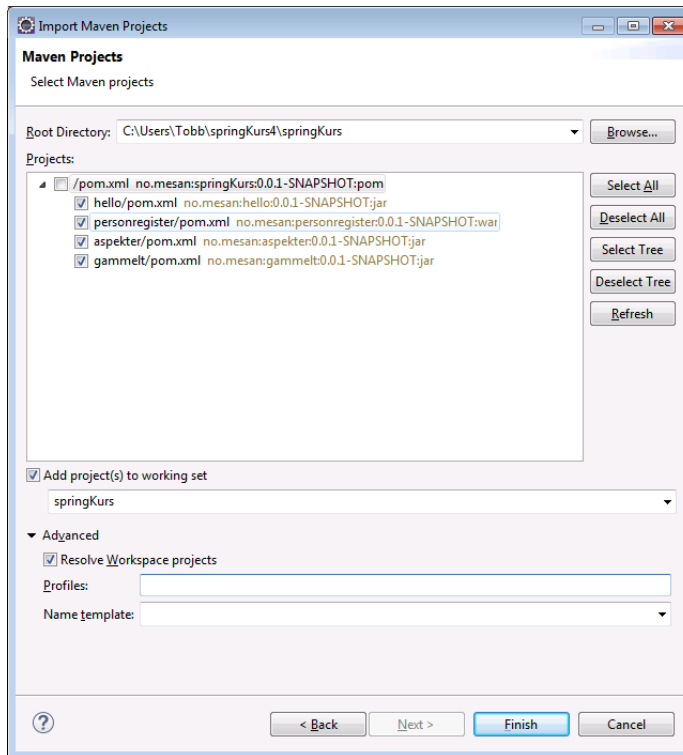 Import Maven Projects
Maven Projects
Select Maven projects
Root Directory: C:\Users\Tobb\springKurs4\springKurs Browse...
Projects:
/pom.xml no.mesan:springKurs:0.0.1-SNAPSHOT:pom
hello/pom.xml no.mesan:hello:0.0.1-SNAPSHOT:jar
personregister/pom.xml no.mesan:personregister:0.0.1-SNAPSHOT:war
aspekter/pom.xml no.mesan:aspekter:0.0.1-SNAPSHOT:jar
gammelt/pom.xml no.mesan:gammelt:0.0.1-SNAPSHOT:jar
Select All
Deselect All
Select Tree
Deselect Tree
Refresh
Add project(s) to working set
springKurs
Advanced
Resolve Workspace projects
Profiles:
Name template:
? < Back Next > Finish Cancel